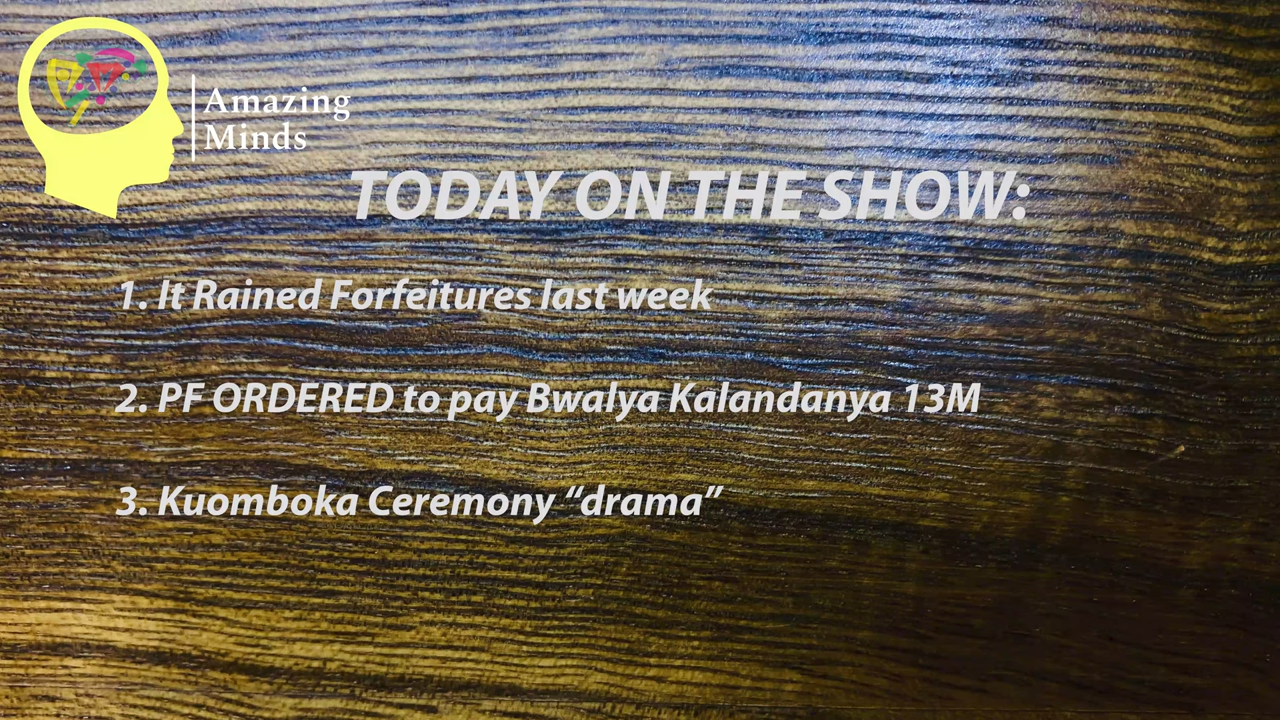 Amazing
Minds
TODAY ON THE SHOW:
1. It Rained Forfeitures last week
2. PF ORDERED to pay Bwalya Kalandanya 13M
3. Kuomboka Ceremony “drama”